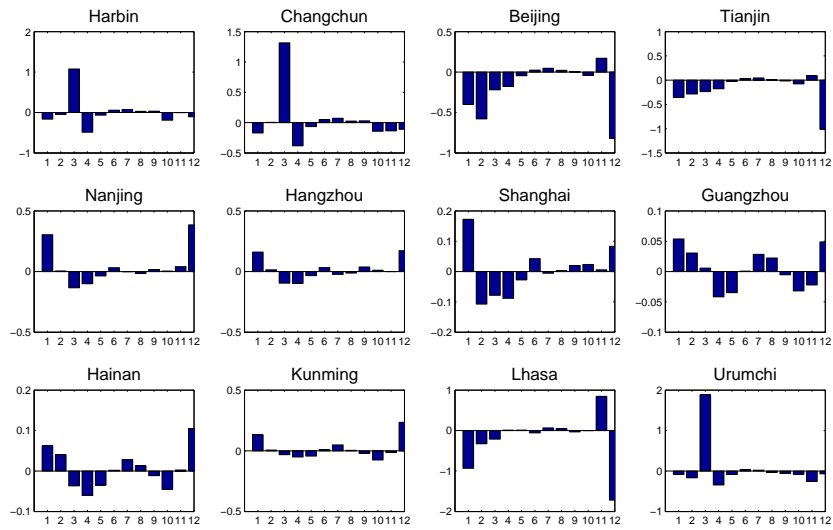 Harbin Changchun Beijing Tianjin
2 1.5 0.5 1
1 1 0 0.5
0 0.5 −0.5 0
−1 0 −1 −0.5
−0.5 −1
−1.5
1 2 3 4 5 6 7 8 9 10 11 12 1 2 3 4 5 6 7 8 9 10 11 12 1 2 3 4 5 6 7 8 9 10 11 12 1 2 3 4 5 6 7 8 9 10 11 12
Nanjing Hangzhou Shanghai Guangzhou
0.5 0.5 0.2 0.1
0 0 0.1 0.05
−0.5 −0.5 0 0
−0.1 −0.05
−0.2 −0.1
1 2 3 4 5 6 7 8 9 10 11 12 1 2 3 4 5 6 7 8 9 10 11 12 1 2 3 4 5 6 7 8 9 10 11 12 1 2 3 4 5 6 7 8 9 10 11 12
Hainan Kunming Lhasa Urumchi
0.2 0.5 1 2
0.1 0 0 1
0 −0.5 −1 0
−0.1 −2 −1
1 2 3 4 5 6 7 8 9 10 11 12 1 2 3 4 5 6 7 8 9 10 11 12 1 2 3 4 5 6 7 8 9 10 11 12 1 2 3 4 5 6 7 8 9 10 11 12